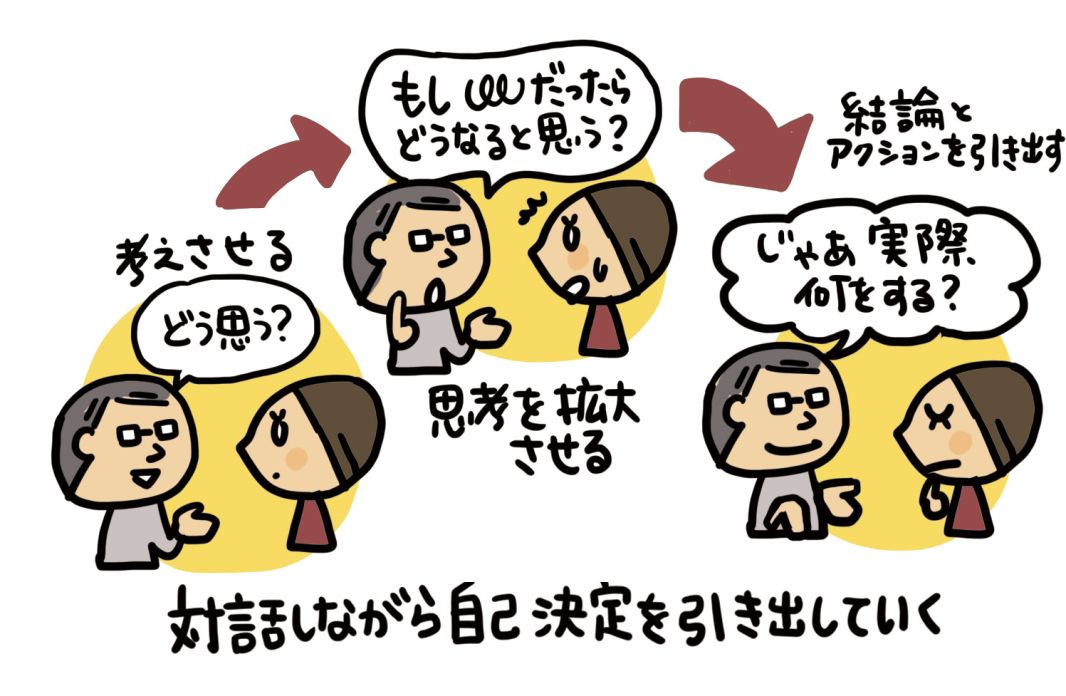 考えさせる
どう思う?
もし だったら
どうなると思う?
思考を拡大
させる
結論と
アクションを引き出す
じゃあ実際、
何をする?
対話しながら自己決定を引き出していく